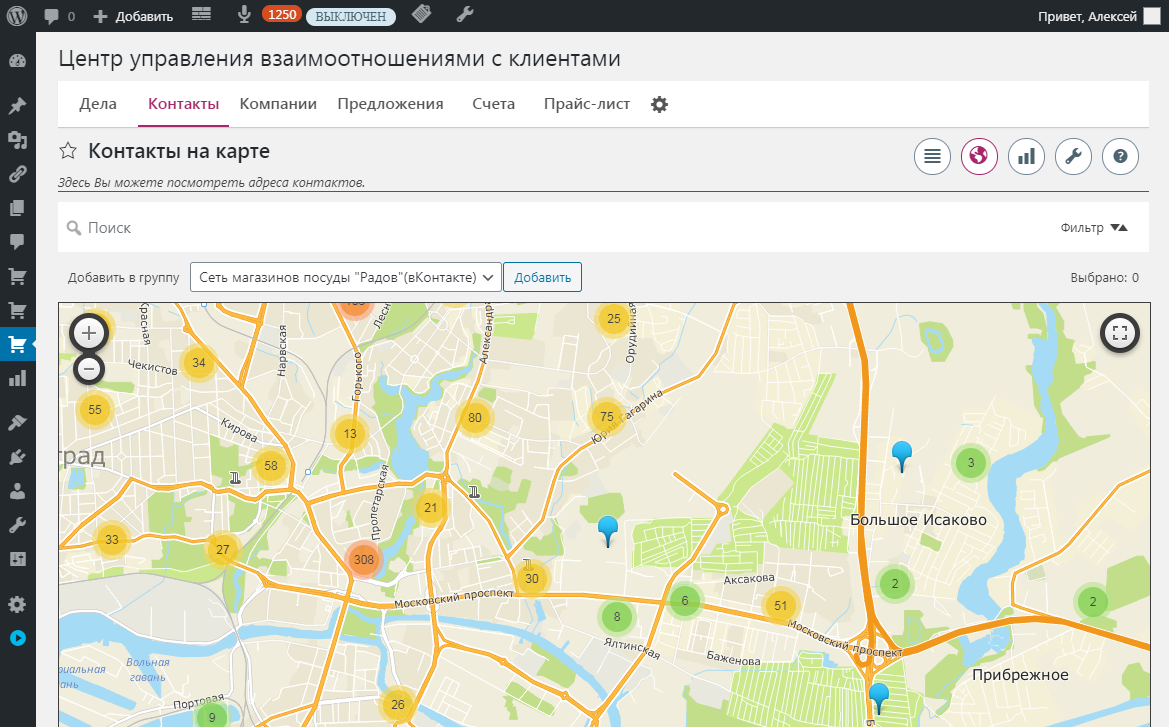 0 Добавить 1250 ВЫКЛЮЧЕН Привет, Алексей
Центр управления взаимоотношениями с клиентами
Дела Контакты Компании Предложения Счета Прайс-лист
Контакты на карте
Здесь Вы можете посмотреть адреса контактов.
Поиск Фильтр
Добавить в группу Сеть магазинов посуды "Радов"(вКонтакте) Добавить Выбрано: 0
Красная
Нарвская
Горького
Лесн
Александра
25
Орудийная
34
Чекистов
55
80
75
Юрия Гагарина
13
Кирова
град
58
3
Пролетарская
21
Большое Исаково
33
27
308
30
Аксакова
2
Московский проспект
6
51
2
8
Московский проспект
Ялтинская
Баженова
Вольная
гавань
Прибрежное
Портовая
26
9